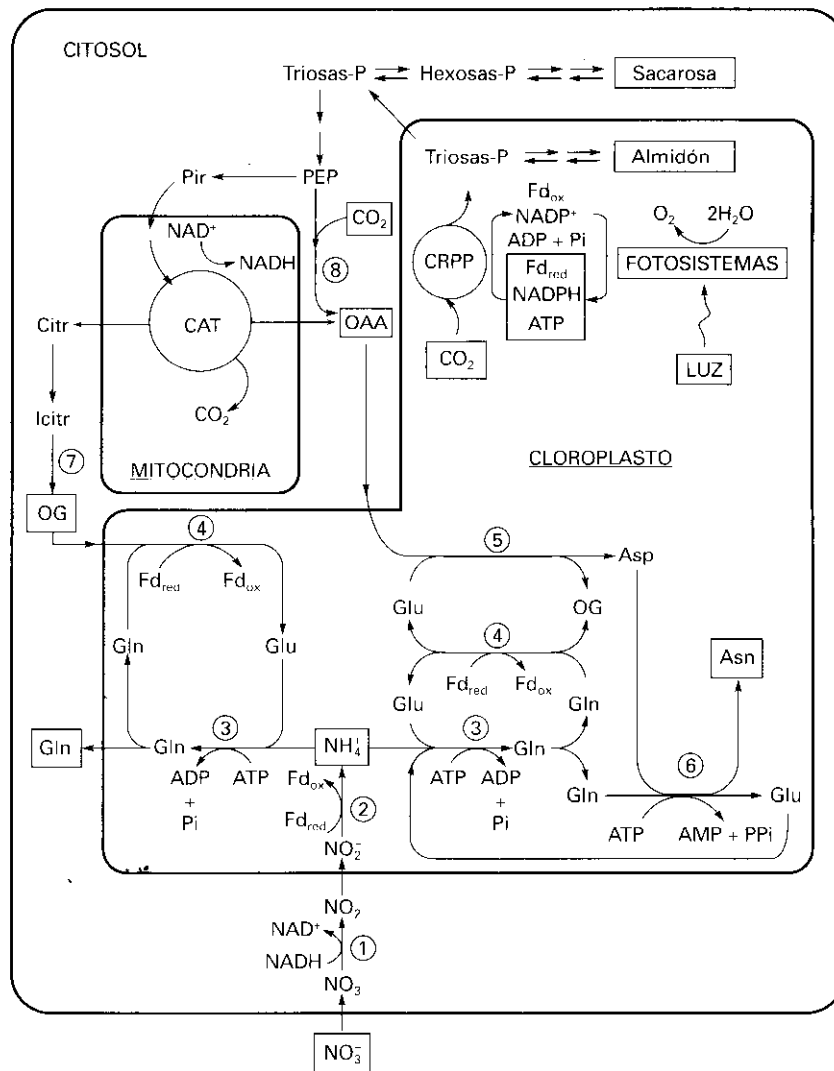 CITOSOL
Triosas-P Hexosas-P Sacarosa
Triosas-P Almidón
Pir PEP
CO₂
NAD⁺
NADH
CAT
⑧
OAA
Citr
Icitr
CO₂
⑦
MITOCONDRIA
OG
CRPP
CO₂
Fdox
NADP⁺
ADP + Pi
Fdred
NADPH
ATP
O₂ 2H₂O
FOTOSISTEMAS
LUZ
CLOROPLASTO
④
Fdred Fdox
Gln Glu
③
Gln Gln
ADP ATP
+
Pi
NH₄⁺
Fdox
②
Fdred
NO₂⁻
⑤
Asp
Glu OG
④
Fdred Fdox
Glu Gln
③
Gln
ATP ADP
+
Pi
Asn
⑥
Gln Glu
ATP AMP + PPi
NO₂
NAD⁺
①
NADH
NO₃
NO₃⁻